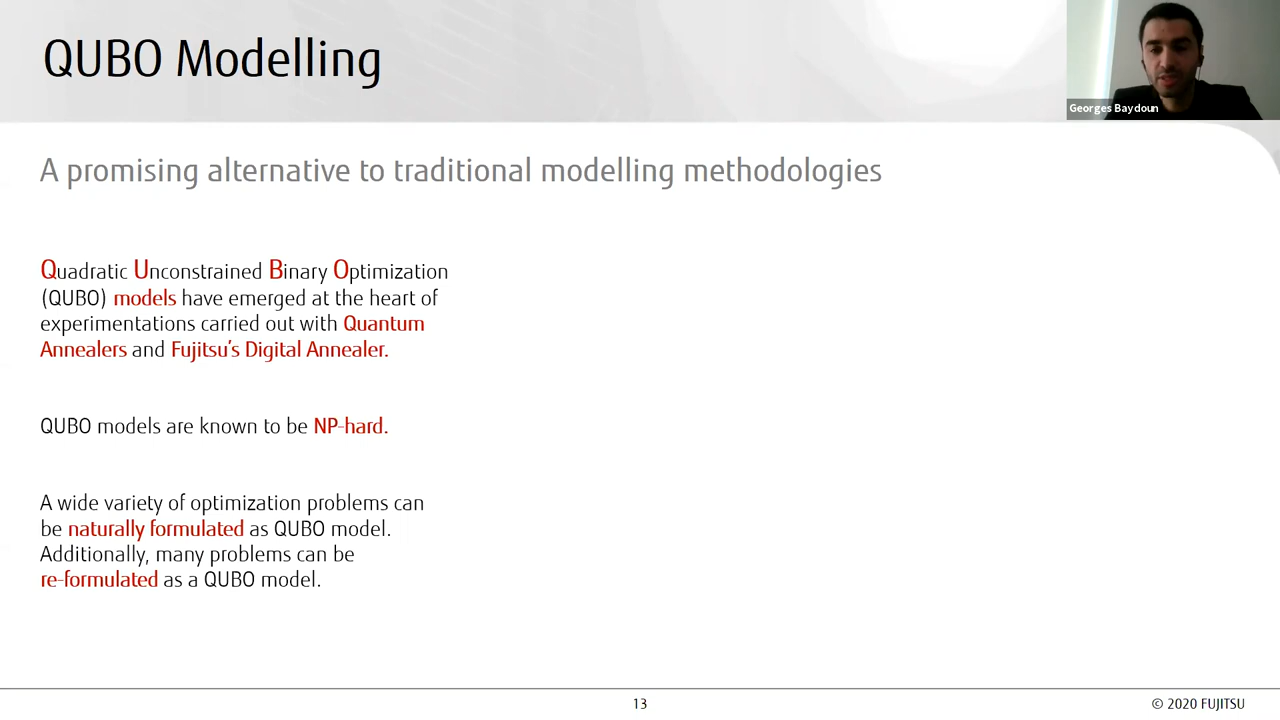 QUBO Modelling
Georges Baydoun
A promising alternative to traditional modelling methodologies
Quadratic Unconstrained Binary Optimization
(QUBO) models have emerged at the heart of
experimentations carried out with Quantum
Annealers and Fujitsu's Digital Annealer.
QUBO models are known to be NP-hard.
A wide variety of optimization problems can
be naturally formulated as QUBO model.
Additionally, many problems can be
re-formulated as a QUBO model.
13
© 2020 FUJITSU